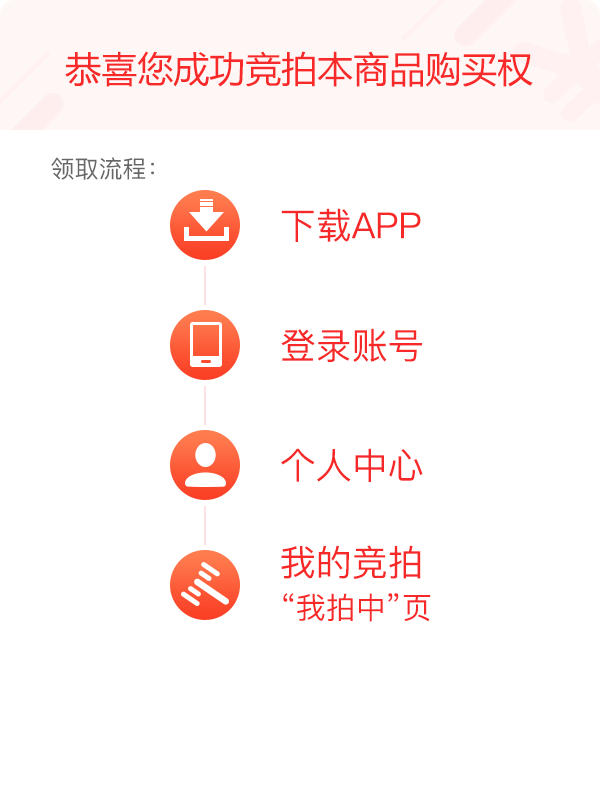 恭喜您成功竞拍本商品购买权
领取流程：
下载APP
登录账号
个人中心
我的竞拍
“我拍中”页